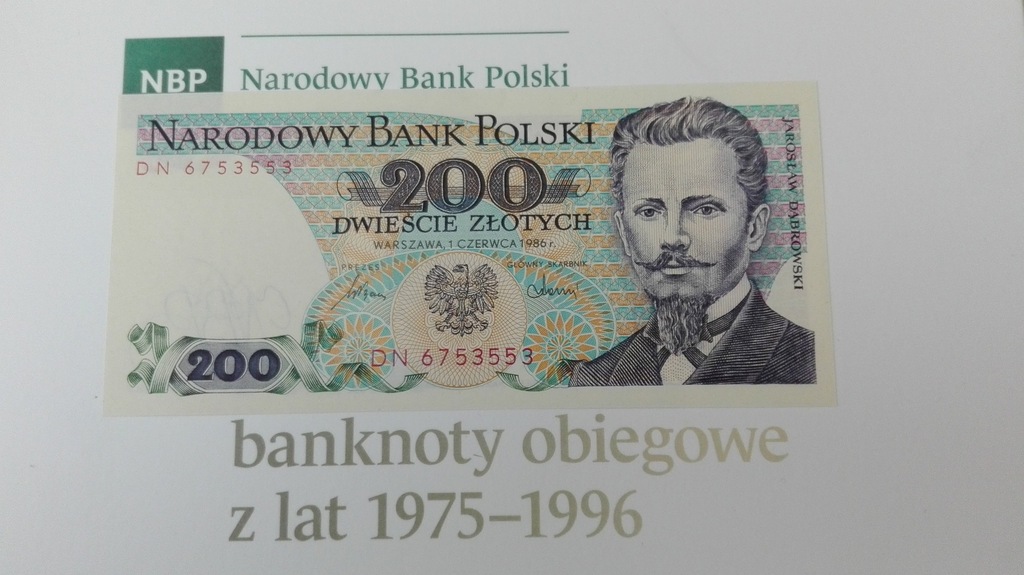 NBP
Narodowy Bank Polski
NARODOWY BANK POLSKI
DN 6753553
200
DWIEŚCIE ZŁOTYCH
WARSZAWA, 1 CZERWCA 1986 r.
PREZES
GŁÓWNY SKARBNIK
JAROSŁAW DĄBROWSKI
DN 6753553
200
banknoty obiegowe
z lat 1975–1996